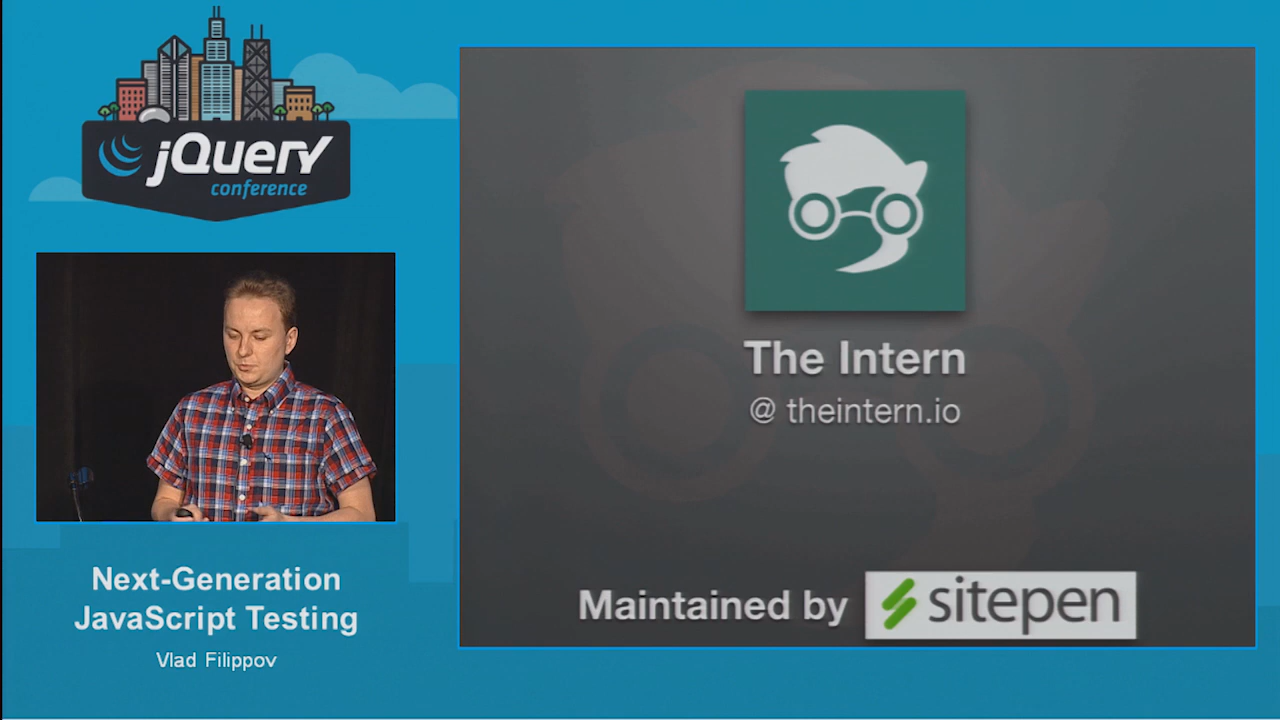 jQuery
conference
Next-Generation
JavaScript Testing
Vlad Filippov
The Intern
@ theintern.io
Maintained by sitepen